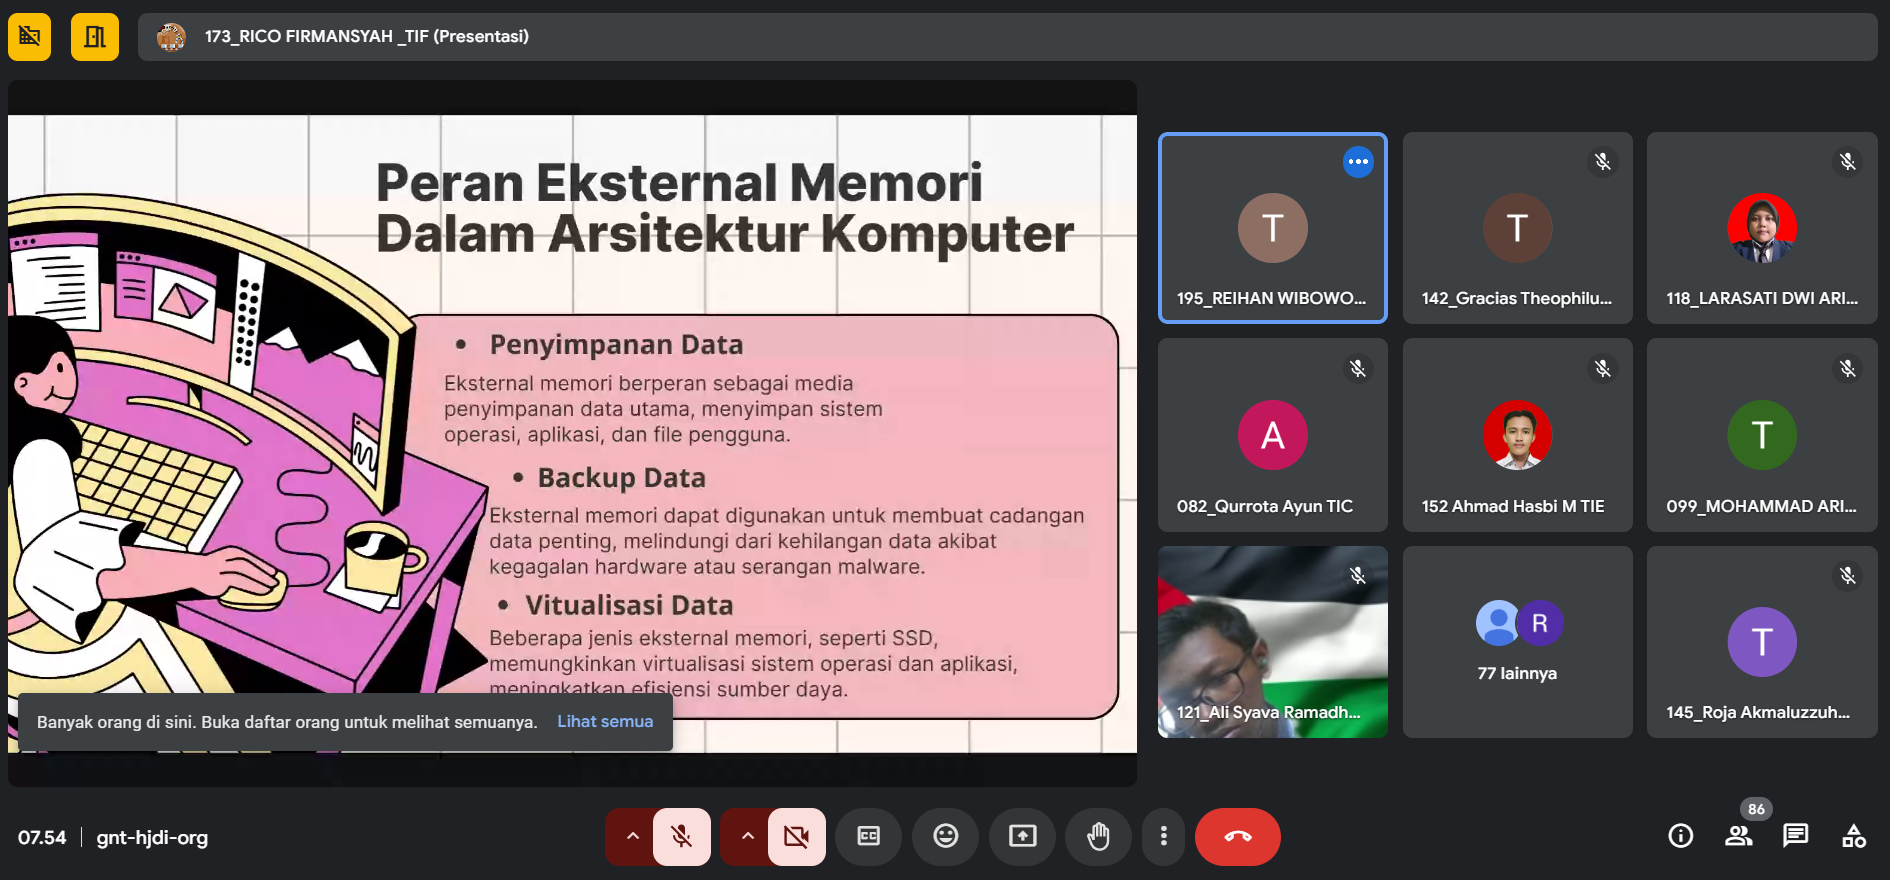 173_RICO FIRMANSYAH _TIF (Presentasi)
Peran Eksternal Memori
Dalam Arsitektur Komputer
• Penyimpanan Data
Eksternal memori berperan sebagai media
penyimpanan data utama, menyimpan sistem
operasi, aplikasi, dan file pengguna.
• Backup Data
Eksternal memori dapat digunakan untuk membuat cadangan
data penting, melindungi dari kehilangan data akibat
kegagalan hardware atau serangan malware.
• Vitualisasi Data
Beberapa jenis eksternal memori, seperti SSD,
memungkinkan virtualisasi sistem operasi dan aplikasi,
meningkatkan efisiensi sumber daya.
Banyak orang di sini. Buka daftar orang untuk melihat semuanya. Lihat semua
T
195_REIHAN WIBOWO...
T
142_Gracias Theophilu...
118_LARASATI DWI ARI...
A
082_Qurrota Ayun TIC
152 Ahmad Hasbi M TIE
T
099_MOHAMMAD ARI...
121_Ali Syava Ramadh...
R
77 lainnya
T
145_Roja Akmaluzzuh...
07.54 | gnt-hjdi-org
86